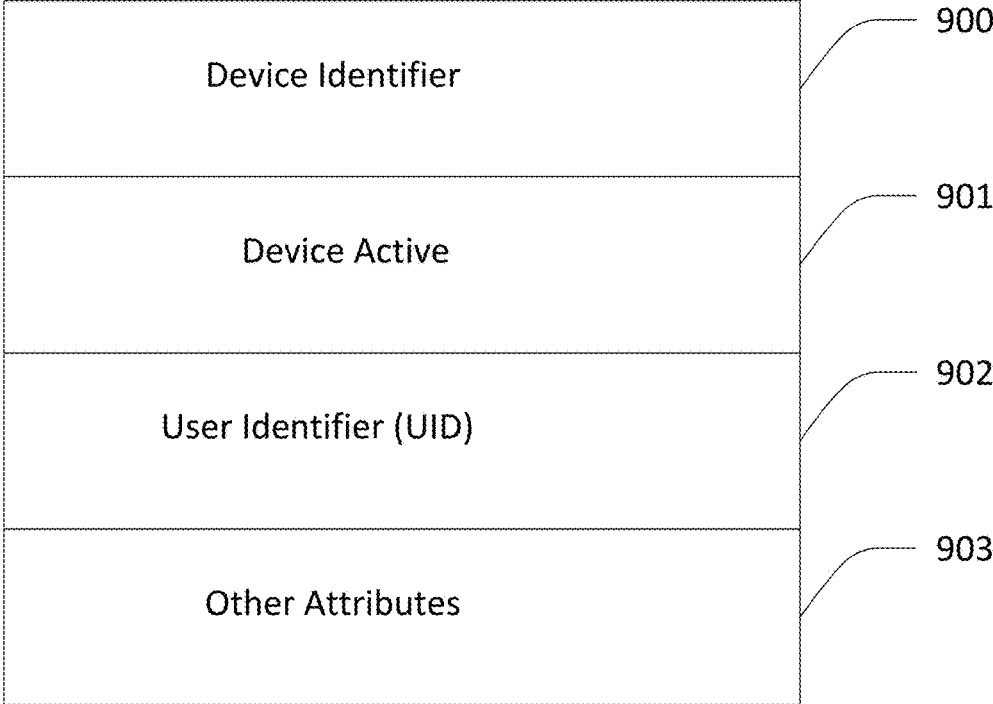 Device Identifier
900
Device Active
901
User Identifier (UID)
902
Other Attributes
903